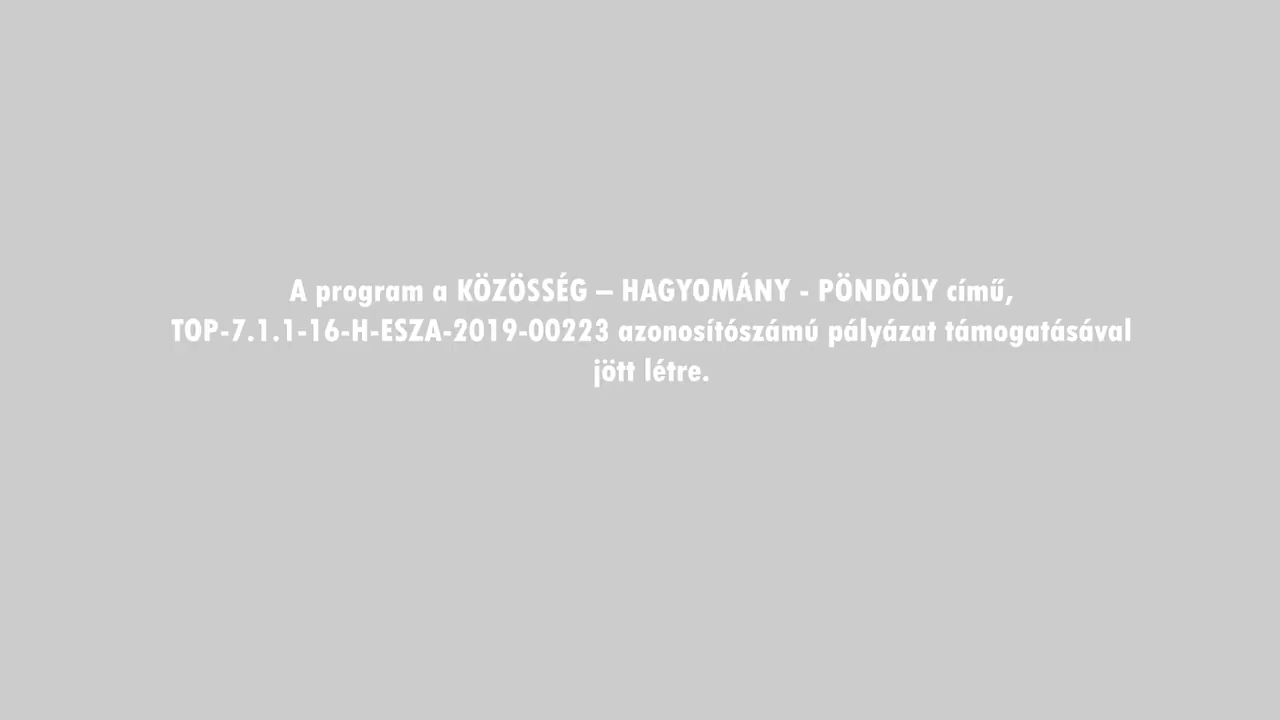 A program a KÖZÖSSÉG – HAGYOMÁNY - PÖNDÖLY című,
TOP-7.1.1-16-H-ESZA-2019-00223 azonosítószámú pályázat támogatásával
jött létre.